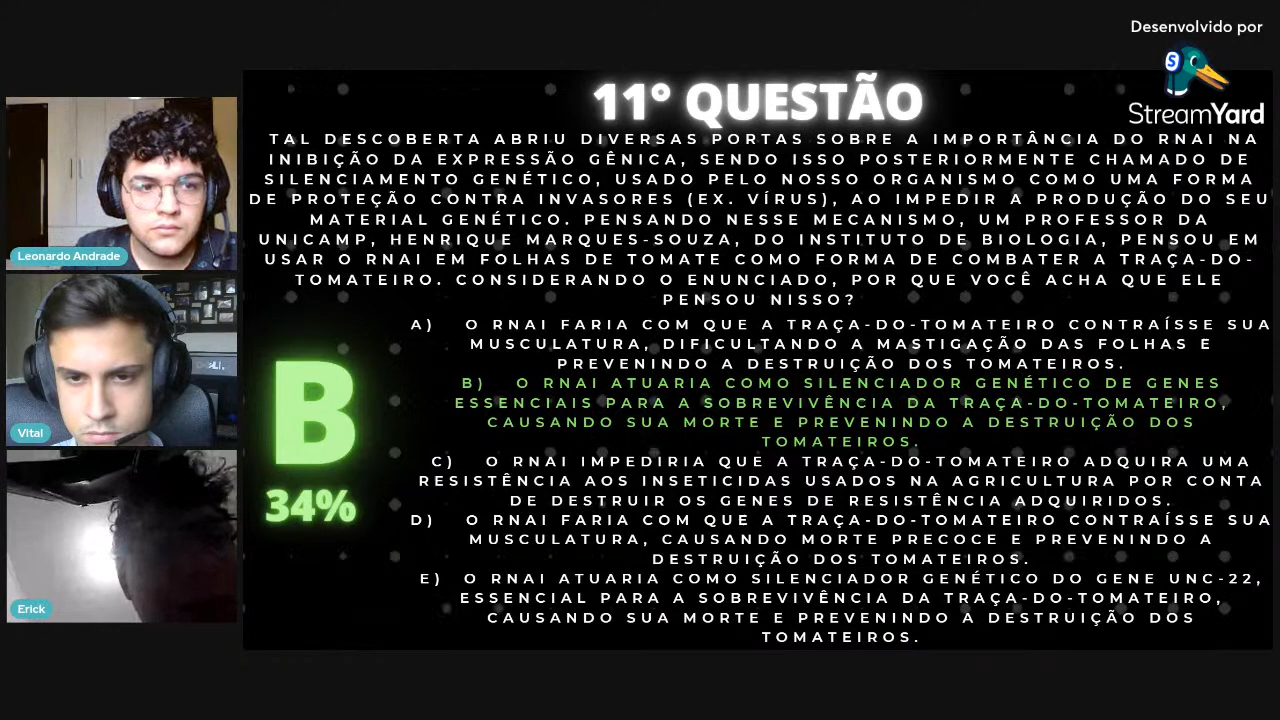 Desenvolvido por
StreamYard
11° QUESTÃO
TAL DESCOBERTA ABRIU DIVERSAS PORTAS SOBRE A IMPORTÂNCIA DO RNAI NA
INIBIÇÃO DA EXPRESSÃO GÊNICA, SENDO ISSO POSTERIORMENTE CHAMADO DE
SILENCIAMENTO GENÉTICO, USADO PELO NOSSO ORGANISMO COMO UMA FORMA
DE PROTEÇÃO CONTRA INVASORES (EX. VÍRUS), AO IMPEDIR A PRODUÇÃO DO SEU
MATERIAL GENÉTICO. PENSANDO NESSE MECANISMO, UM PROFESSOR DA
UNICAMP, HENRIQUE MARQUES-SOUZA, DO INSTITUTO DE BIOLOGIA, PENSOU EM
USAR O RNAI EM FOLHAS DE TOMATE COMO FORMA DE COMBATER A TRAÇA-DO-
TOMATEIRO. CONSIDERANDO O ENUNCIADO, POR QUE VOCÊ ACHA QUE ELE
PENSOU NISSO?
A) O RNAI FARIA COM QUE A TRAÇA-DO-TOMATEIRO CONTRAÍSSE SUA
MUSCULATURA, DIFICULTANDO A MASTIGAÇÃO DAS FOLHAS E
PREVENINDO A DESTRUIÇÃO DOS TOMATEIROS.
B) O RNAI ATUARIA COMO SILENCIADOR GENÉTICO DE GENES
ESSENCIAIS PARA A SOBREVIVÊNCIA DA TRAÇA-DO-TOMATEIRO,
CAUSANDO SUA MORTE E PREVENINDO A DESTRUIÇÃO DOS
TOMATEIROS.
C) O RNAI IMPEDIRIA QUE A TRAÇA-DO-TOMATEIRO ADQUIRA UMA
RESISTÊNCIA AOS INSETICIDAS USADOS NA AGRICULTURA POR CONTA
DE DESTRUIR OS GENES DE RESISTÊNCIA ADQUIRIDOS.
D) O RNAI FARIA COM QUE A TRAÇA-DO-TOMATEIRO CONTRAÍSSE SUA
MUSCULATURA, CAUSANDO MORTE PRECOCE E PREVENINDO A
DESTRUIÇÃO DOS TOMATEIROS.
E) O RNAI ATUARIA COMO SILENCIADOR GENÉTICO DO GENE UNC-22,
ESSENCIAL PARA A SOBREVIVÊNCIA DA TRAÇA-DO-TOMATEIRO,
CAUSANDO SUA MORTE E PREVENINDO A DESTRUIÇÃO DOS
TOMATEIROS.
B
34%
Leonardo Andrade
DELL
Vital
Erick